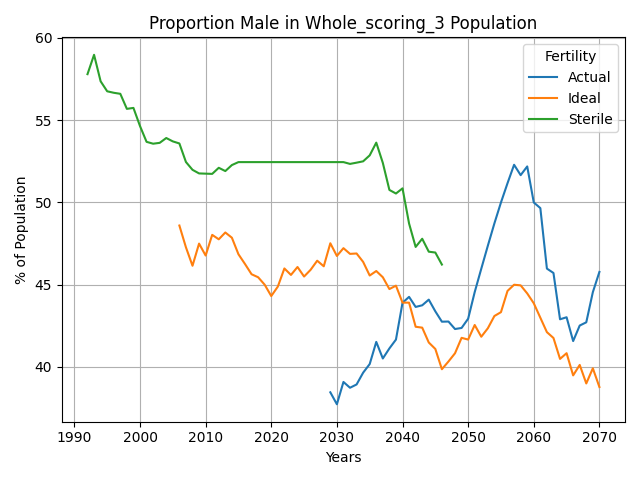 Proportion Male in Whole_scoring_3 Population
% of Population
60
55
50
45
40
Fertility
Actual
Ideal
Sterile
1990 2000 2010 2020 2030 2040 2050 2060 2070
Years